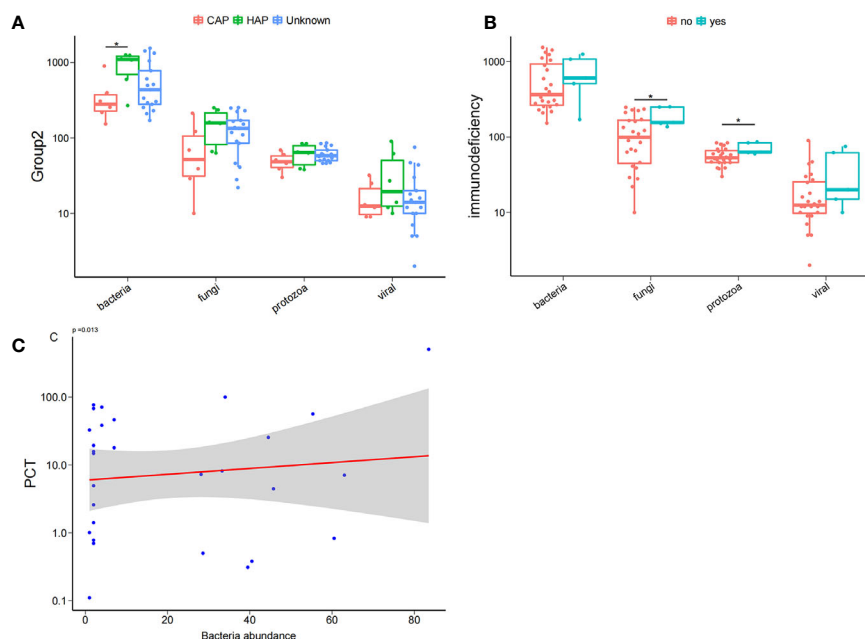 A
CAP HAP Unknown
*
1000
100
10
Group2
bacteria
fungi
protozoa
viral
B
no yes
*
*
1000
100
10
immunodeficiency
bacteria
fungi
protozoa
viral
C
p =0.013
C
100.0
10.0
1.0
0.1
PCT
0 20 40 60 80
Bacteria abundance